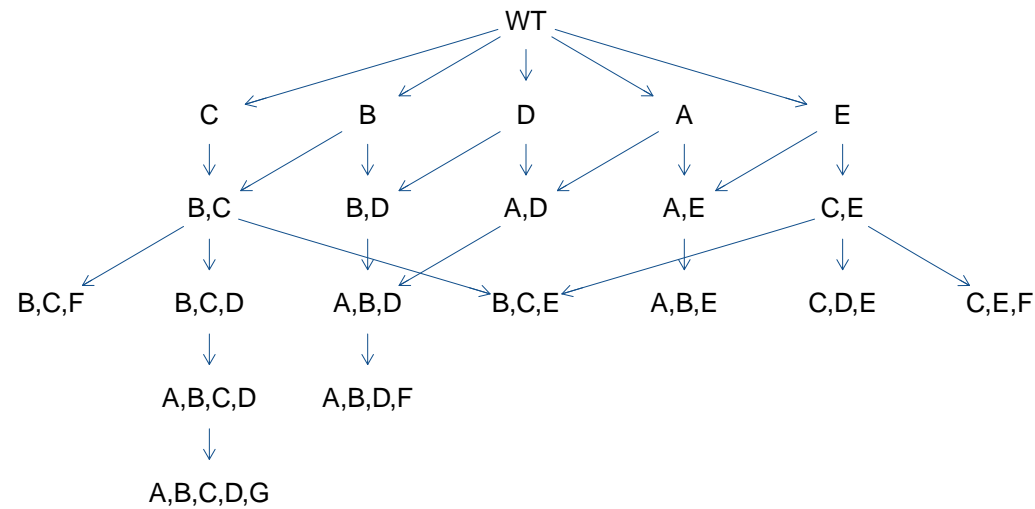 WT
C B D A E
B,C B,D A,D A,E C,E
B,C,F B,C,D A,B,D B,C,E A,B,E C,D,E C,E,F
A,B,C,D A,B,D,F
A,B,C,D,G